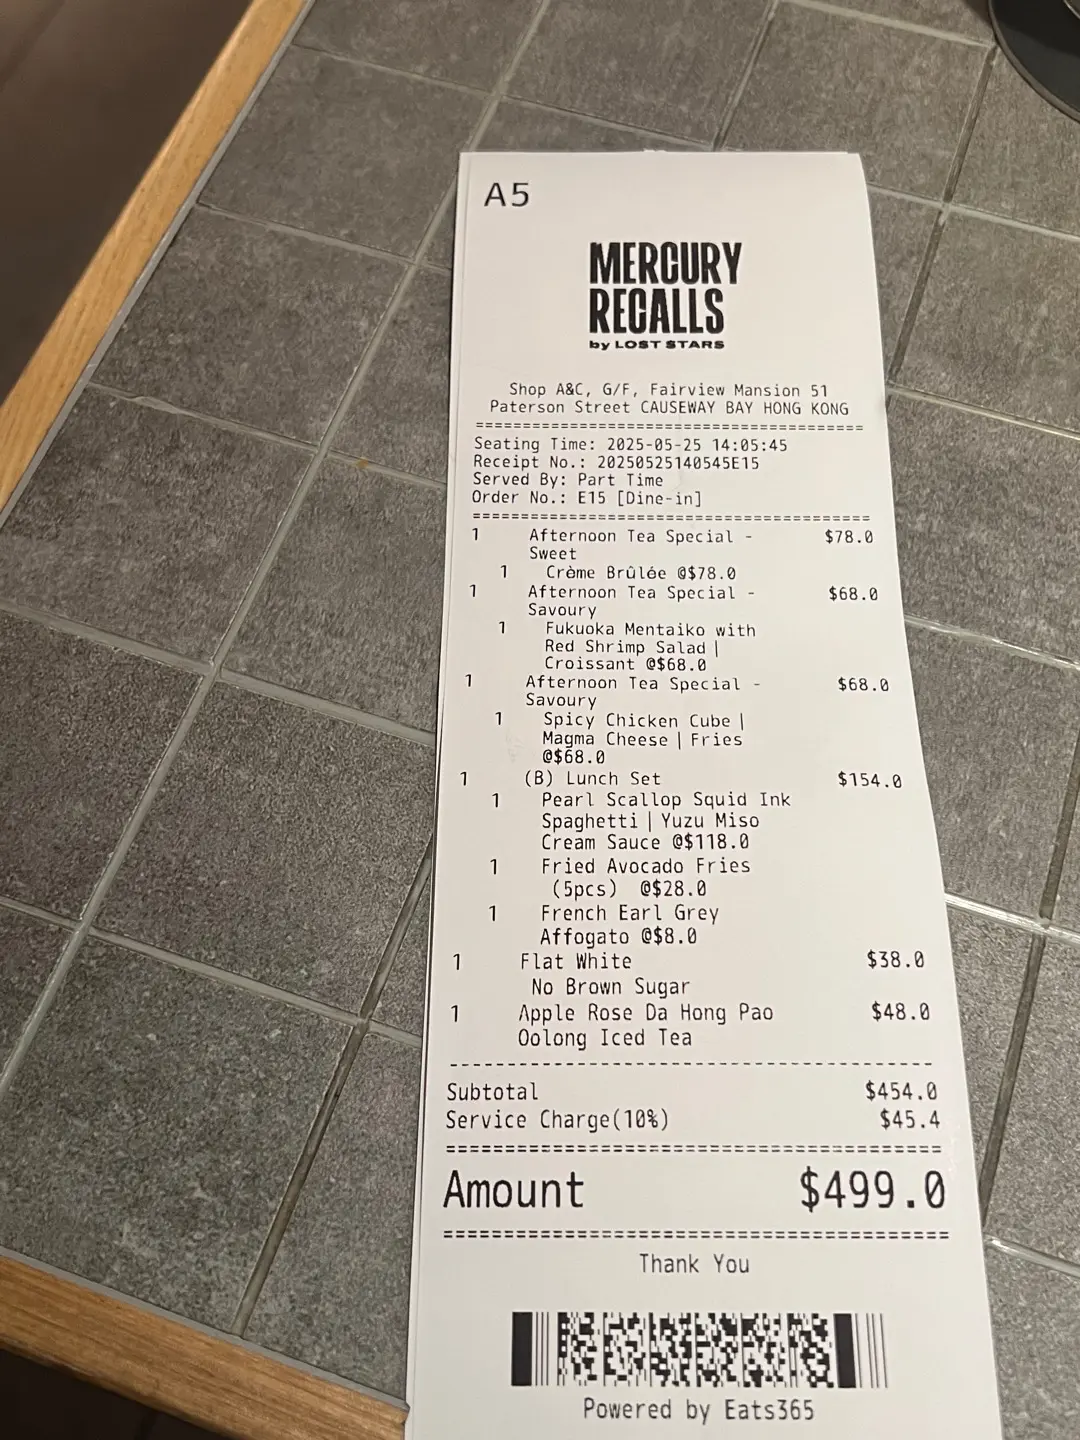 A5
MERCURY
RECALLS
by LOST STARS
Shop A&C, G/F, Fairview Mansion 51
Paterson Street CAUSEWAY BAY HONG KONG
Seating Time: 2025-05-25 14:05:45
Receipt No.: 20250525140545E15
Served By: Part Time
Order No.: E15 [Dine-in]
1 Afternoon Tea Special - $78.0
Sweet
1 Crème Brûlée @$78.0
1 Afternoon Tea Special - $68.0
Savoury
1 Fukuoka Mentaiko with
Red Shrimp Salad |
Croissant @$68.0
1 Afternoon Tea Special - $68.0
Savoury
1 Spicy Chicken Cube |
Magma Cheese | Fries
@$68.0
1 (B) Lunch Set $154.0
1 Pearl Scallop Squid Ink
Spaghetti | Yuzu Miso
Cream Sauce @$118.0
1 Fried Avocado Fries
(5pcs) @$28.0
1 French Earl Grey
Affogato @$8.0
1 Flat White $38.0
No Brown Sugar
1 Apple Rose Da Hong Pao $48.0
Oolong Iced Tea
Subtotal $454.0
Service Charge(10%) $45.4
Amount $499.0
Thank You
Powered by Eats365